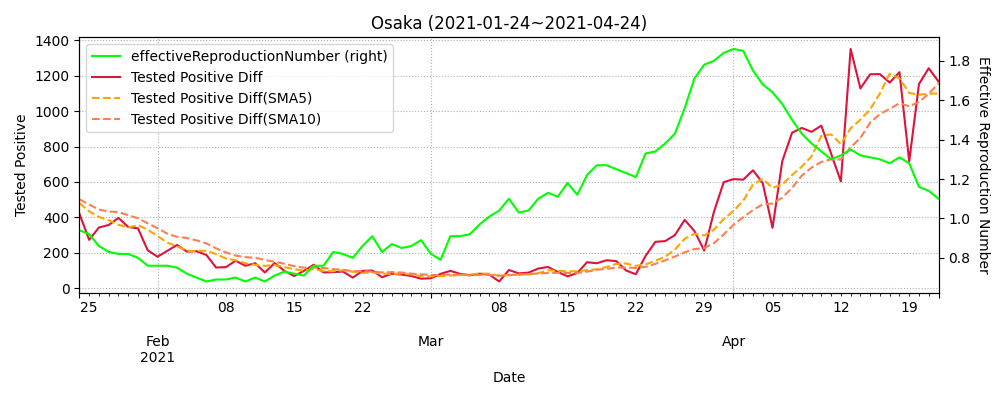 Osaka (2021-01-24~2021-04-24)
effectiveReproductionNumber (right)
Tested Positive Diff
Tested Positive Diff(SMA5)
Tested Positive Diff(SMA10)
Tested Positive
1400
1200
1000
800
600
400
200
0
1.8
1.6
1.4
1.2
1.0
0.8
Effective Reproduction Number
25 08 15 22 08 15 22 29 05 12 19
Feb Mar Apr
2021
Date